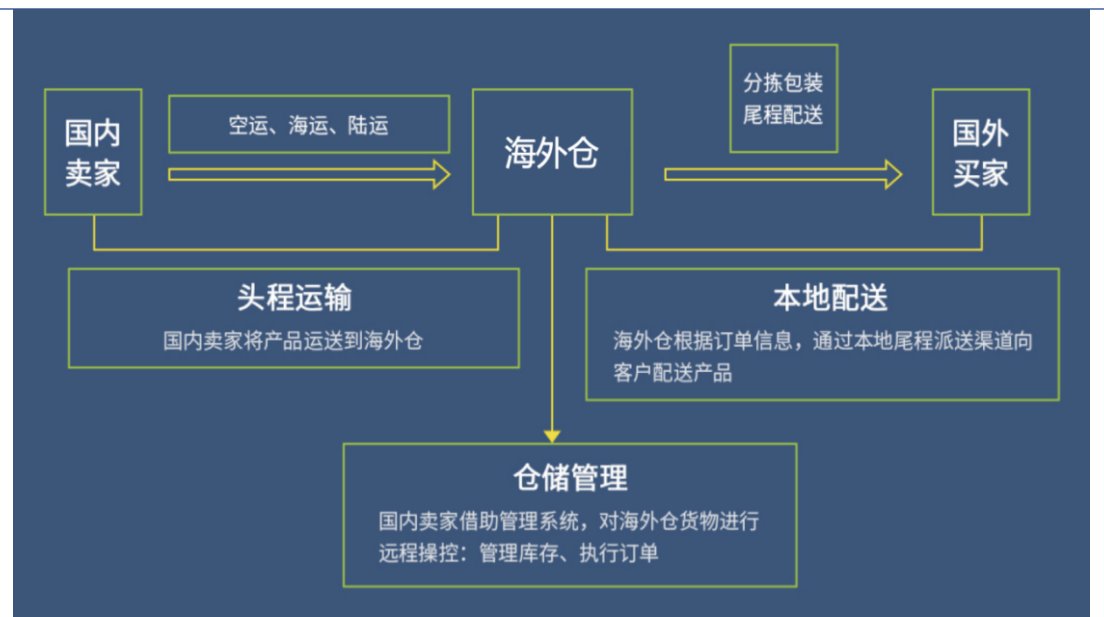 国内
卖家
空运、海运、陆运
海外仓
分拣包装
尾程配送
国外
买家
头程运输
国内卖家将产品运送到海外仓
本地配送
海外仓根据订单信息，通过本地尾程派送渠道向
客户配送产品
仓储管理
国内卖家借助管理系统，对海外仓货物进行
远程操控：管理库存、执行订单